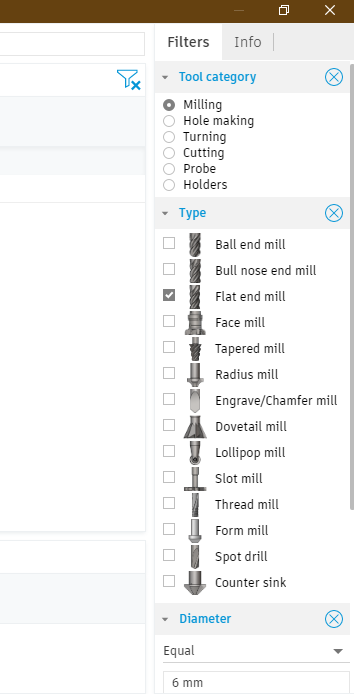 Filters Info
Tool category
Milling
Hole making
Turning
Cutting
Probe
Holders
Type
Ball end mill
Bull nose end mill
Flat end mill
Face mill
Tapered mill
Radius mill
Engrave/Chamfer mill
Dovetail mill
Lollipop mill
Slot mill
Thread mill
Form mill
Spot drill
Counter sink
Diameter
Equal
6 mm